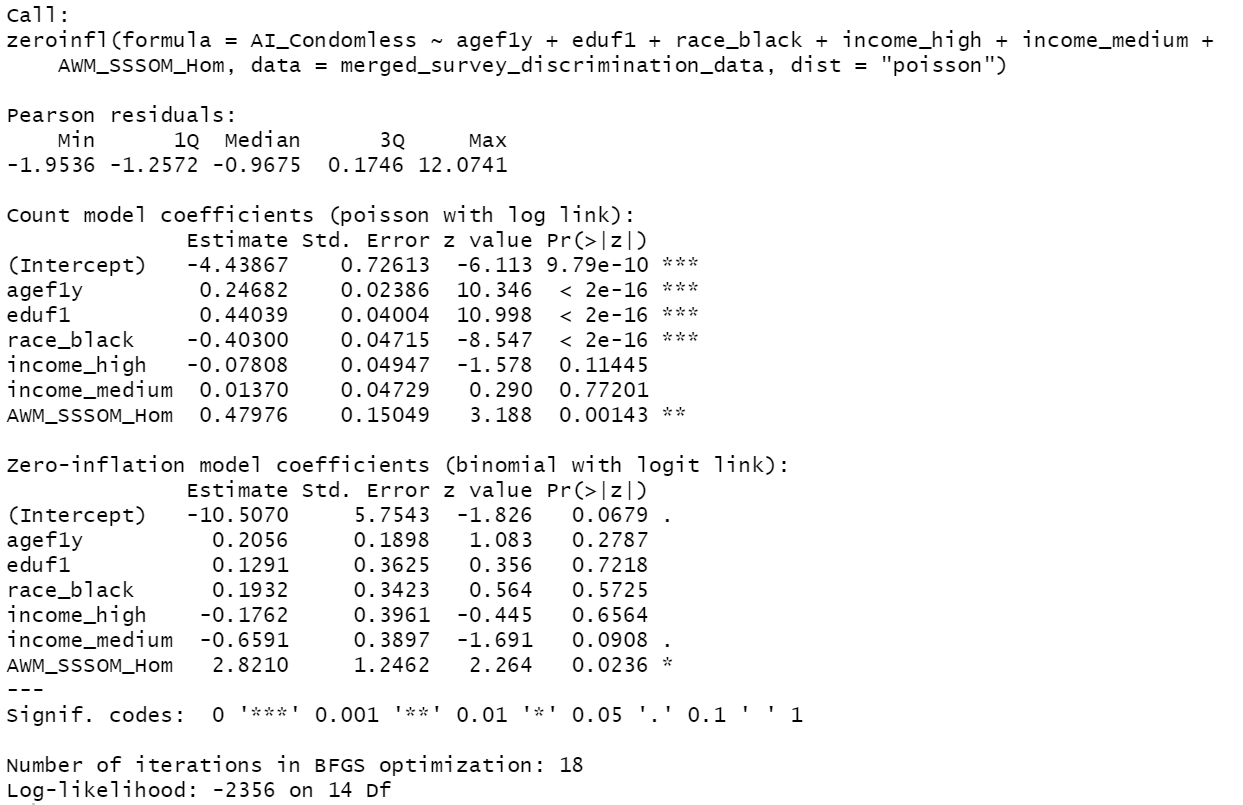 Call:
zeroinfl(formula = AI_Condomless ~ agef1y + eduf1 + race_black + income_high + income_medium +
    AWM_SSSOM_Hom, data = merged_survey_discrimination_data, dist = "poisson")

Pearson residuals:
    Min      1Q  Median      3Q     Max
-1.9536 -1.2572 -0.9675  0.1746 12.0741

Count model coefficients (poisson with log link):
              Estimate Std. Error z value Pr(>|z|)
(Intercept)   -4.43867    0.72613  -6.113 9.79e-10 ***
agef1y         0.24682    0.02386  10.346  < 2e-16 ***
eduf1          0.44039    0.04004  10.998  < 2e-16 ***
race_black    -0.40300    0.04715  -8.547  < 2e-16 ***
income_high   -0.07808    0.04947  -1.578  0.11445
income_medium  0.01370    0.04729   0.290  0.77201
AWM_SSSOM_Hom  0.47976    0.15049   3.188  0.00143 **

Zero-inflation model coefficients (binomial with logit link):
              Estimate Std. Error z value Pr(>|z|)
(Intercept)   -10.5070     5.7543  -1.826   0.0679 .
agef1y          0.2056     0.1898   1.083   0.2787
eduf1           0.1291     0.3625   0.356   0.7218
race_black      0.1932     0.3423   0.564   0.5725
income_high    -0.1762     0.3961  -0.445   0.6564
income_medium  -0.6591     0.3897  -1.691   0.0908 .
AWM_SSSOM_Hom   2.8210     1.2462   2.264   0.0236 *
---
Signif. codes:  0 '***' 0.001 '**' 0.01 '*' 0.05 '.' 0.1 ' ' 1

Number of iterations in BFGS optimization: 18
Log-likelihood: -2356 on 14 Df